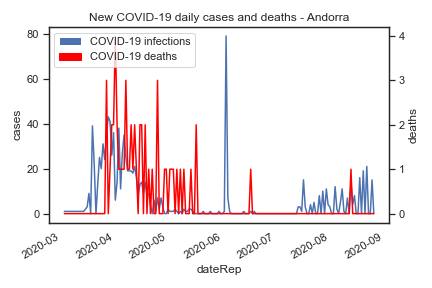 New COVID-19 daily cases and deaths - Andorra
COVID-19 infections
COVID-19 deaths
80
60
40
20
0
cases
4
3
2
1
0
deaths
2020-03
2020-04
2020-05
2020-06
2020-07
2020-08
2020-09
dateRep